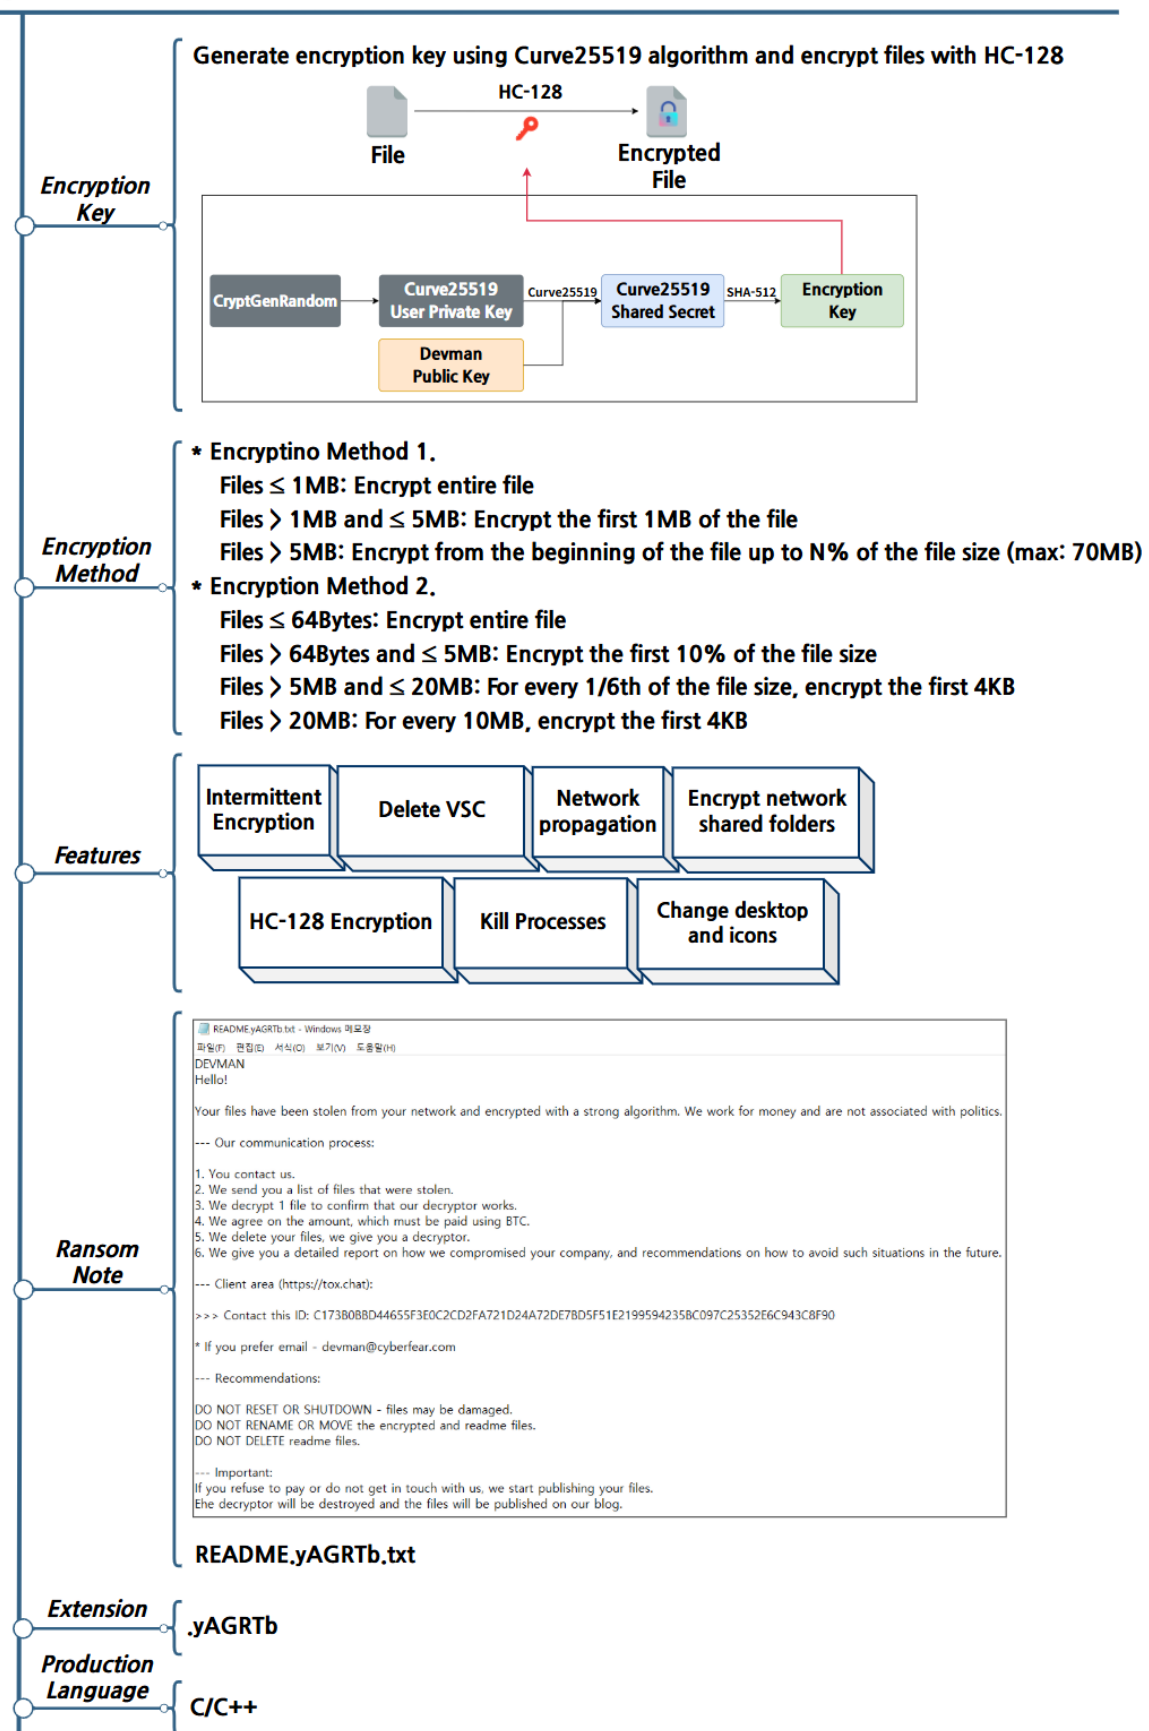 Generate encryption key using Curve25519 algorithm and encrypt files with HC-128
HC-128
File
Encrypted
File
Encryption
Key
CryptGenRandom
Curve25519
User Private Key
Curve25519
Curve25519
Shared Secret
SHA-512
Encryption
Key
Devman
Public Key
Encryption
Method
* Encryptino Method 1.
Files ≤ 1MB: Encrypt entire file
Files > 1MB and ≤ 5MB: Encrypt the first 1MB of the file
Files > 5MB: Encrypt from the beginning of the file up to N% of the file size (max: 70MB)
* Encryption Method 2.
Files ≤ 64Bytes: Encrypt entire file
Files > 64Bytes and ≤ 5MB: Encrypt the first 10% of the file size
Files > 5MB and ≤ 20MB: For every 1/6th of the file size, encrypt the first 4KB
Files > 20MB: For every 10MB, encrypt the first 4KB
Features
Intermittent
Encryption
Delete VSC
Network
propagation
Encrypt network
shared folders
HC-128 Encryption
Kill Processes
Change desktop
and icons
Ransom
Note
README.yAGRTb.txt - Windows 메모장
파일(F) 편집(E) 서식(O) 보기(V) 도움말(H)
DEVMAN
Hello!
Your files have been stolen from your network and encrypted with a strong algorithm. We work for money and are not associated with politics.
--- Our communication process:
1. You contact us.
2. We send you a list of files that were stolen.
3. We decrypt 1 file to confirm that our decryptor works.
4. We agree on the amount, which must be paid using BTC.
5. We delete your files, we give you a decryptor.
6. We give you a detailed report on how we compromised your company, and recommendations on how to avoid such situations in the future.
--- Client area (https://tox.chat):
>>> Contact this ID: C173B0BBD44655F3E0C2CD2FA721D24A72DE7BD5F51E2199594235BC097C25352E6C943C8F90
* If you prefer email - devman@cyberfear.com
--- Recommendations:
DO NOT RESET OR SHUTDOWN - files may be damaged.
DO NOT RENAME OR MOVE the encrypted and readme files.
DO NOT DELETE readme files.
--- Important:
If you refuse to pay or do not get in touch with us, we start publishing your files.
Ehe decryptor will be destroyed and the files will be published on our blog.
README.yAGRTb.txt
Extension
.yAGRTb
Production
Language
C/C++